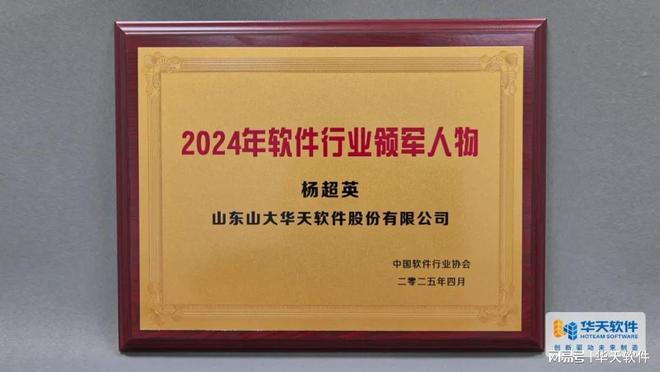 2024年软件行业领军人物
杨超英
山东山大华天软件股份有限公司
中国软件行业协会
二零二五年四月
华天软件
HOTEAM SOFTWARE
创新驱动未来制造
网易号 | 华天软件